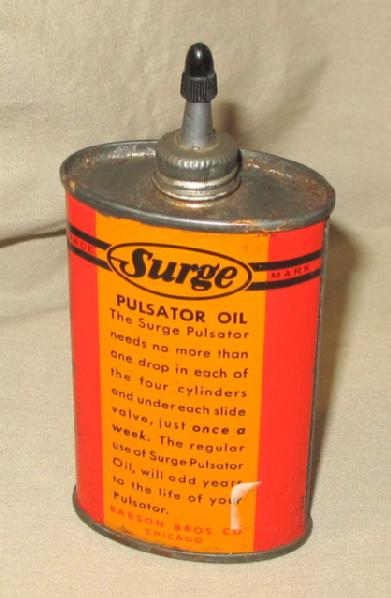 TRADE Surge MARK
PULSATOR OIL
The Surge Pulsator
needs no more than
one drop in each of
the four cylinders
and under each slide
valve, just once a
week. The regular
use of Surge Pulsator
Oil, will add years
to the life of your
Pulsator.
BABSON BROS. CO.
CHICAGO